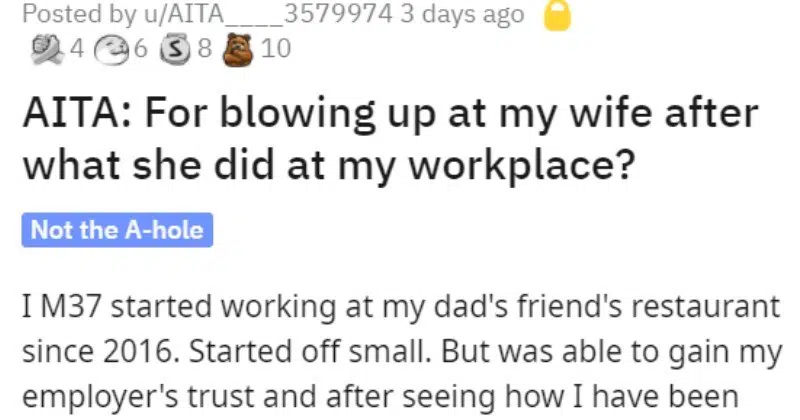 Posted by u/AITA____3579974 3 days ago
4 6 S 8 10
AITA: For blowing up at my wife after
what she did at my workplace?
Not the A-hole
I M37 started working at my dad's friend's restaurant
since 2016. Started off small. But was able to gain my
employer's trust and after seeing how I have been